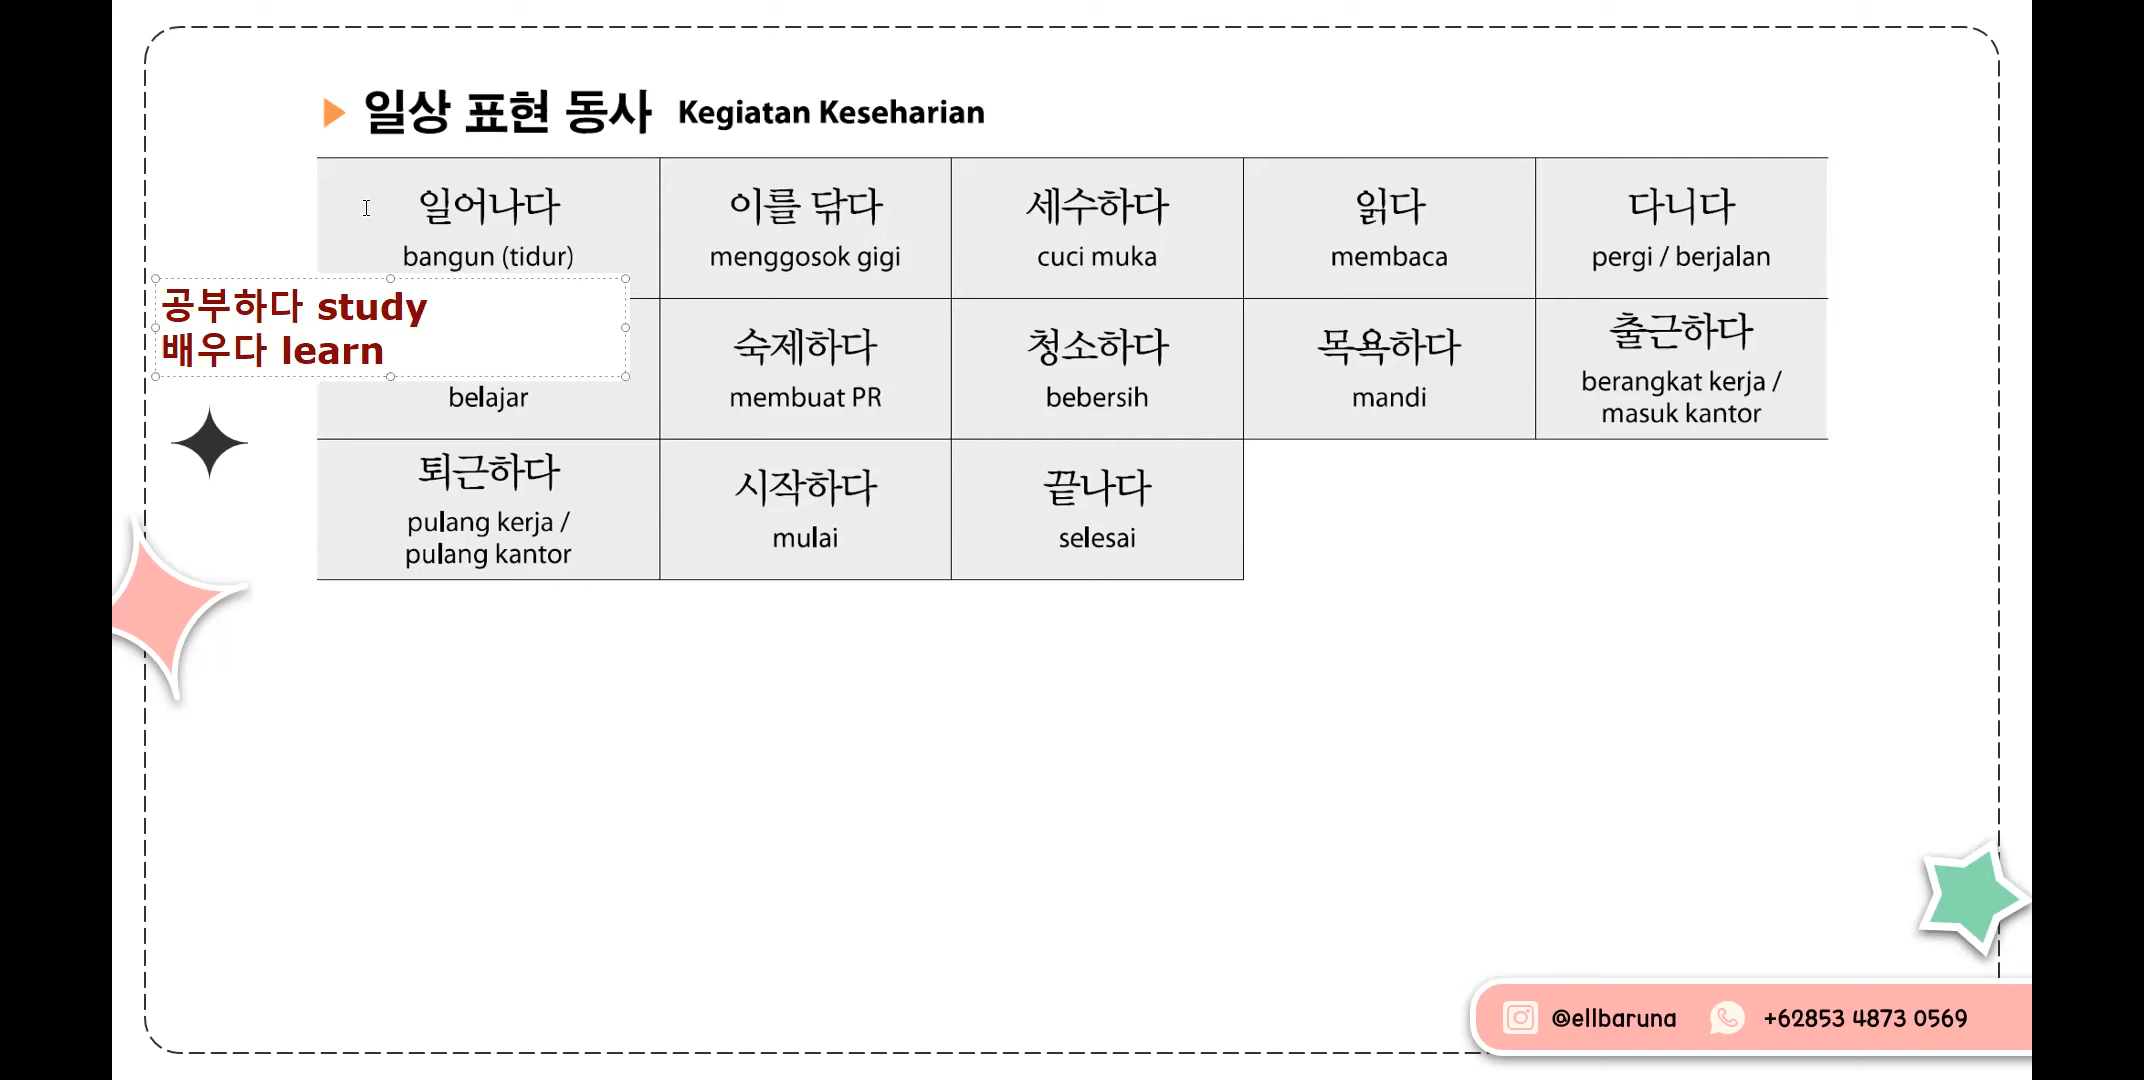 일상 표현 동사 Kegiatan Keseharian
일어나다
bangun (tidur)
이를 닦다
menggosok gigi
세수하다
cuci muka
읽다
membaca
다니다
pergi / berjalan
공부하다 study
배우다 learn
belajar
숙제하다
membuat PR
청소하다
bebersih
목욕하다
mandi
출근하다
berangkat kerja /
masuk kantor
퇴근하다
pulang kerja /
pulang kantor
시작하다
mulai
끝나다
selesai
@ellbaruna +62853 4873 0569